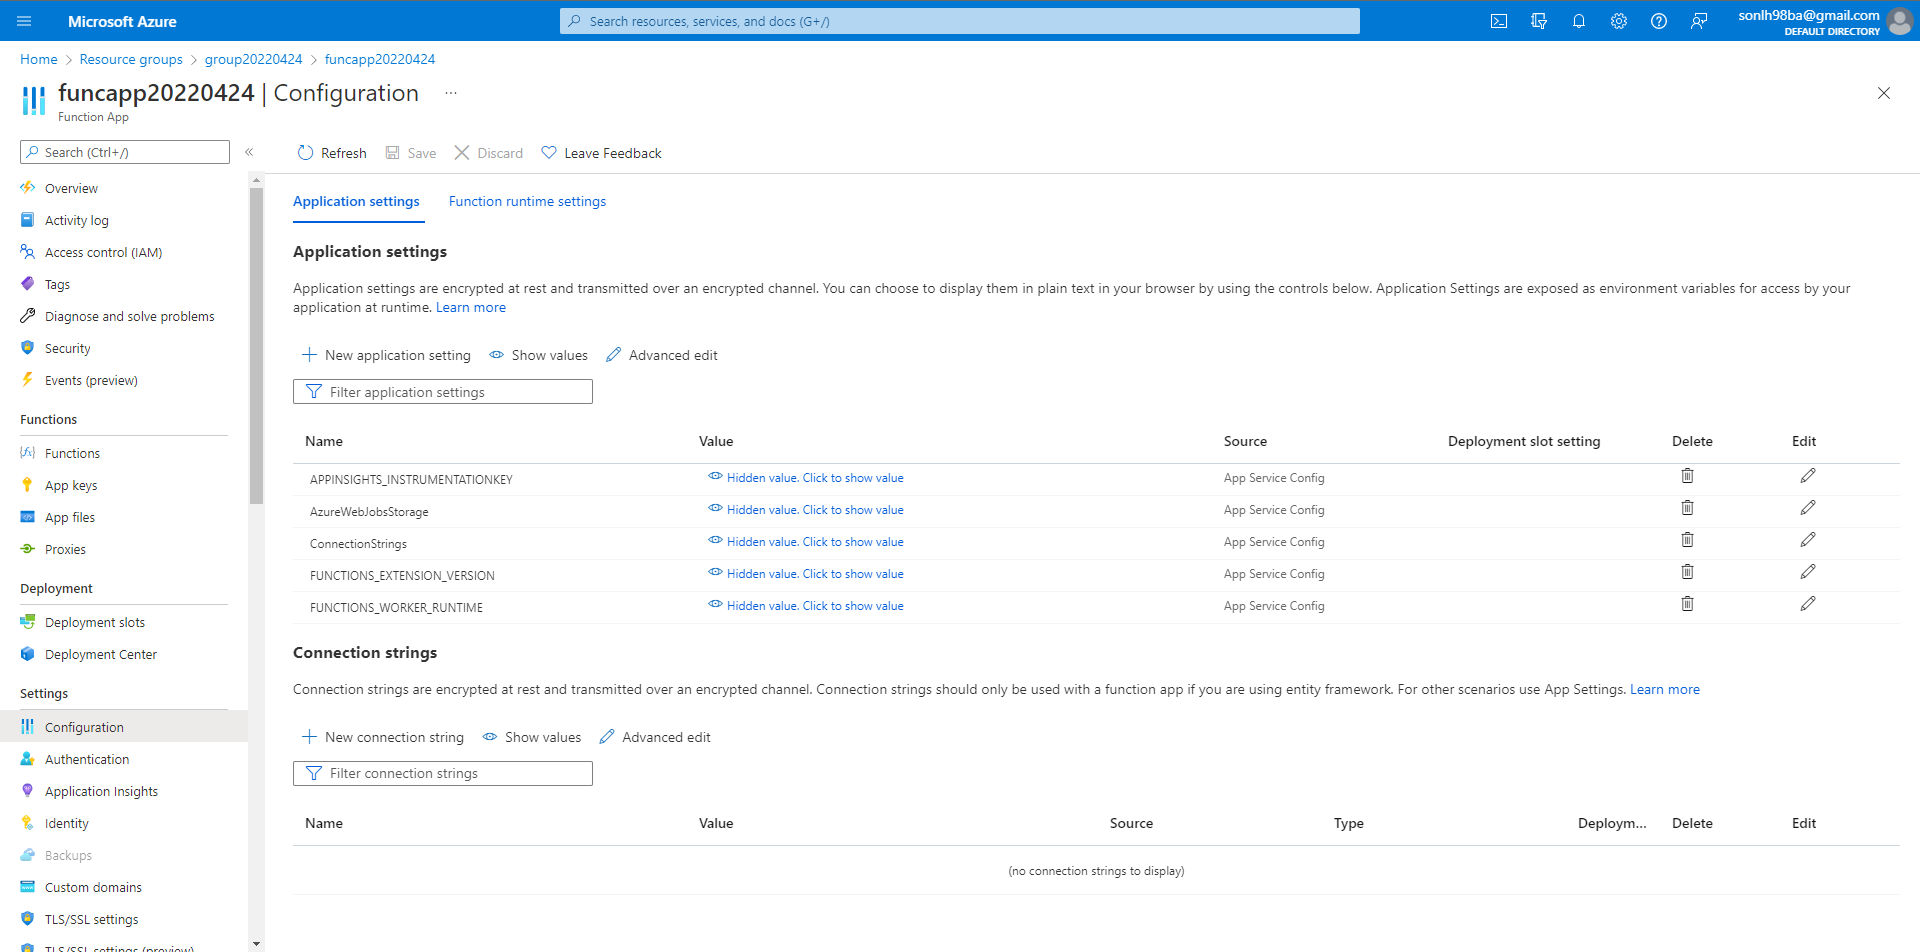 Microsoft Azure
Search resources, services, and docs (G+/)
sonlh98ba@gmail.com
DEFAULT DIRECTORY
Home > Resource groups > group20220424 > funcapp20220424
funcapp20220424 | Configuration ...
Function App
Search (Ctrl+/)
«
Overview
Activity log
Access control (IAM)
Tags
Diagnose and solve problems
Security
Events (preview)
Functions
Functions
App keys
App files
Proxies
Deployment
Deployment slots
Deployment Center
Settings
Configuration
Authentication
Application Insights
Identity
Backups
Custom domains
TLS/SSL settings
TLS/SSL settings (preview)
Refresh Save Discard Leave Feedback
Application settings Function runtime settings
Application settings
Application settings are encrypted at rest and transmitted over an encrypted channel. You can choose to display them in plain text in your browser by using the controls below. Application Settings are exposed as environment variables for access by your
application at runtime. Learn more
New application setting Show values Advanced edit
Filter application settings
Name Value Source Deployment slot setting Delete Edit
APPINSIGHTS_INSTRUMENTATIONKEY Hidden value. Click to show value App Service Config
AzureWebJobsStorage Hidden value. Click to show value App Service Config
ConnectionStrings Hidden value. Click to show value App Service Config
FUNCTIONS_EXTENSION_VERSION Hidden value. Click to show value App Service Config
FUNCTIONS_WORKER_RUNTIME Hidden value. Click to show value App Service Config
Connection strings
Connection strings are encrypted at rest and transmitted over an encrypted channel. Connection strings should only be used with a function app if you are using entity framework. For other scenarios use App Settings. Learn more
New connection string Show values Advanced edit
Filter connection strings
Name Value Source Type Deploym... Delete Edit
(no connection strings to display)